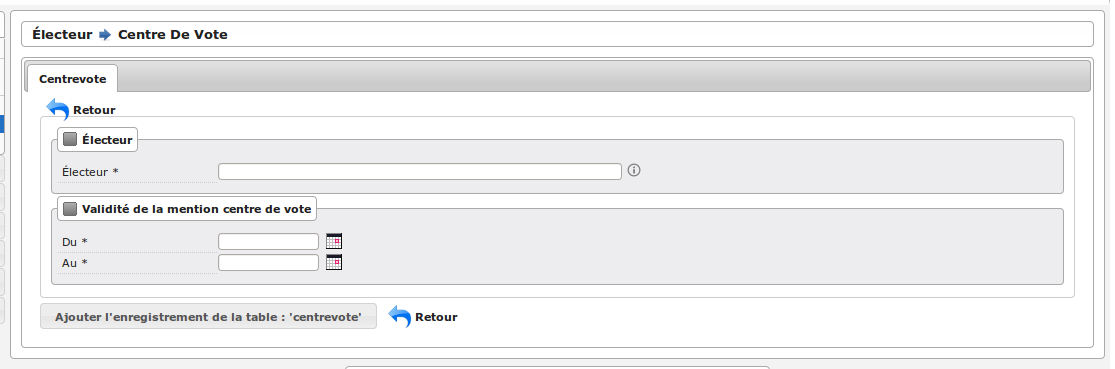 Électeur Centre De Vote
Centrevote
Retour
Électeur
Électeur *
Validité de la mention centre de vote
Du *
Au *
Ajouter l'enregistrement de la table : 'centrevote' Retour